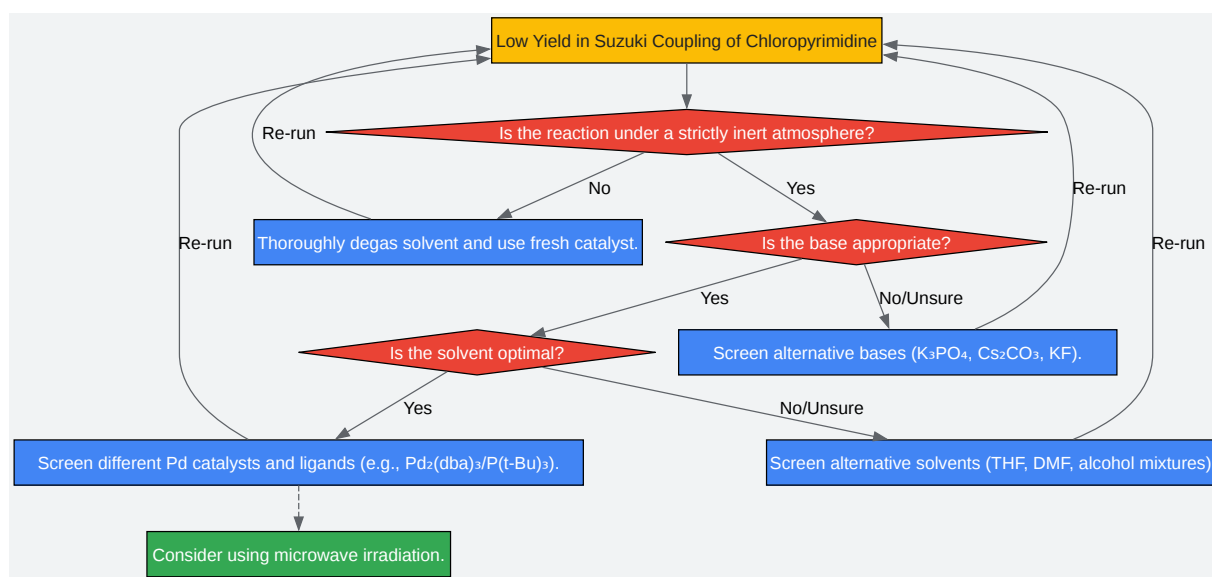 Low Yield in Suzuki Coupling of Chloropyrimidine
Re-run
Is the reaction under a strictly inert atmosphere?
No
Yes
Re-run
Re-run
Thoroughly degas solvent and use fresh catalyst.
Is the base appropriate?
Re-run
Yes
No/Unsure
Is the solvent optimal?
Screen alternative bases (K₃PO₄, Cs₂CO₃, KF).
Yes
No/Unsure
Screen different Pd catalysts and ligands (e.g., Pd₂(dba)₃/P(t-Bu)₃).
Screen alternative solvents (THF, DMF, alcohol mixtures)
Consider using microwave irradiation.